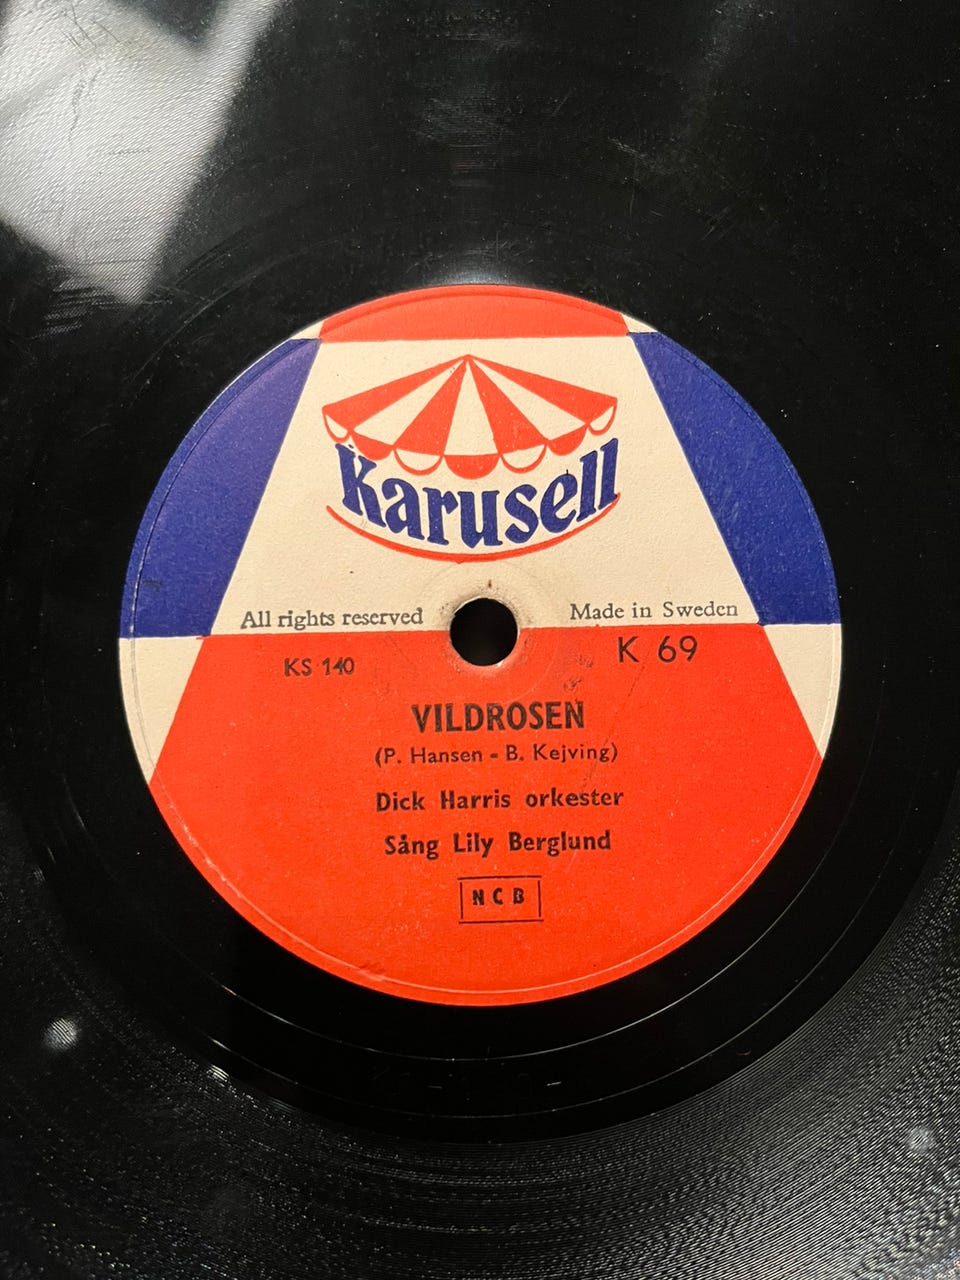 Karusell
All rights reserved
Made in Sweden
KS 140
K 69
VILDROSEN
(P. Hansen - B. Kejving)
Dick Harris orkester
Sång Lily Berglund
NCB